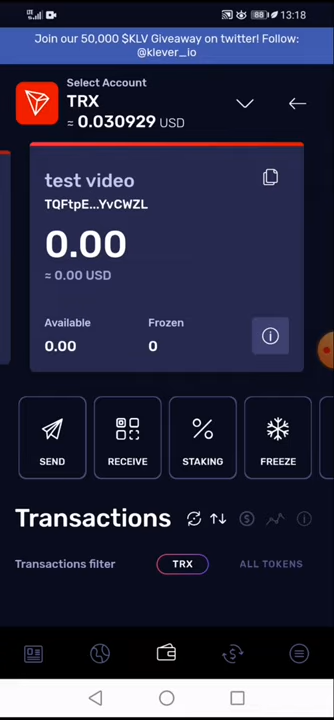 88 13:18
Join our 50,000 $KLV Giveaway on twitter! Follow:
@klever_io
Select Account
TRX
≈ 0.030929 USD
test video
TQFtpE...YvCWZL
0.00
≈ 0.00 USD
Available Frozen
0.00 0
SEND RECEIVE STAKING FREEZE
Transactions
Transactions filter TRX ALL TOKENS